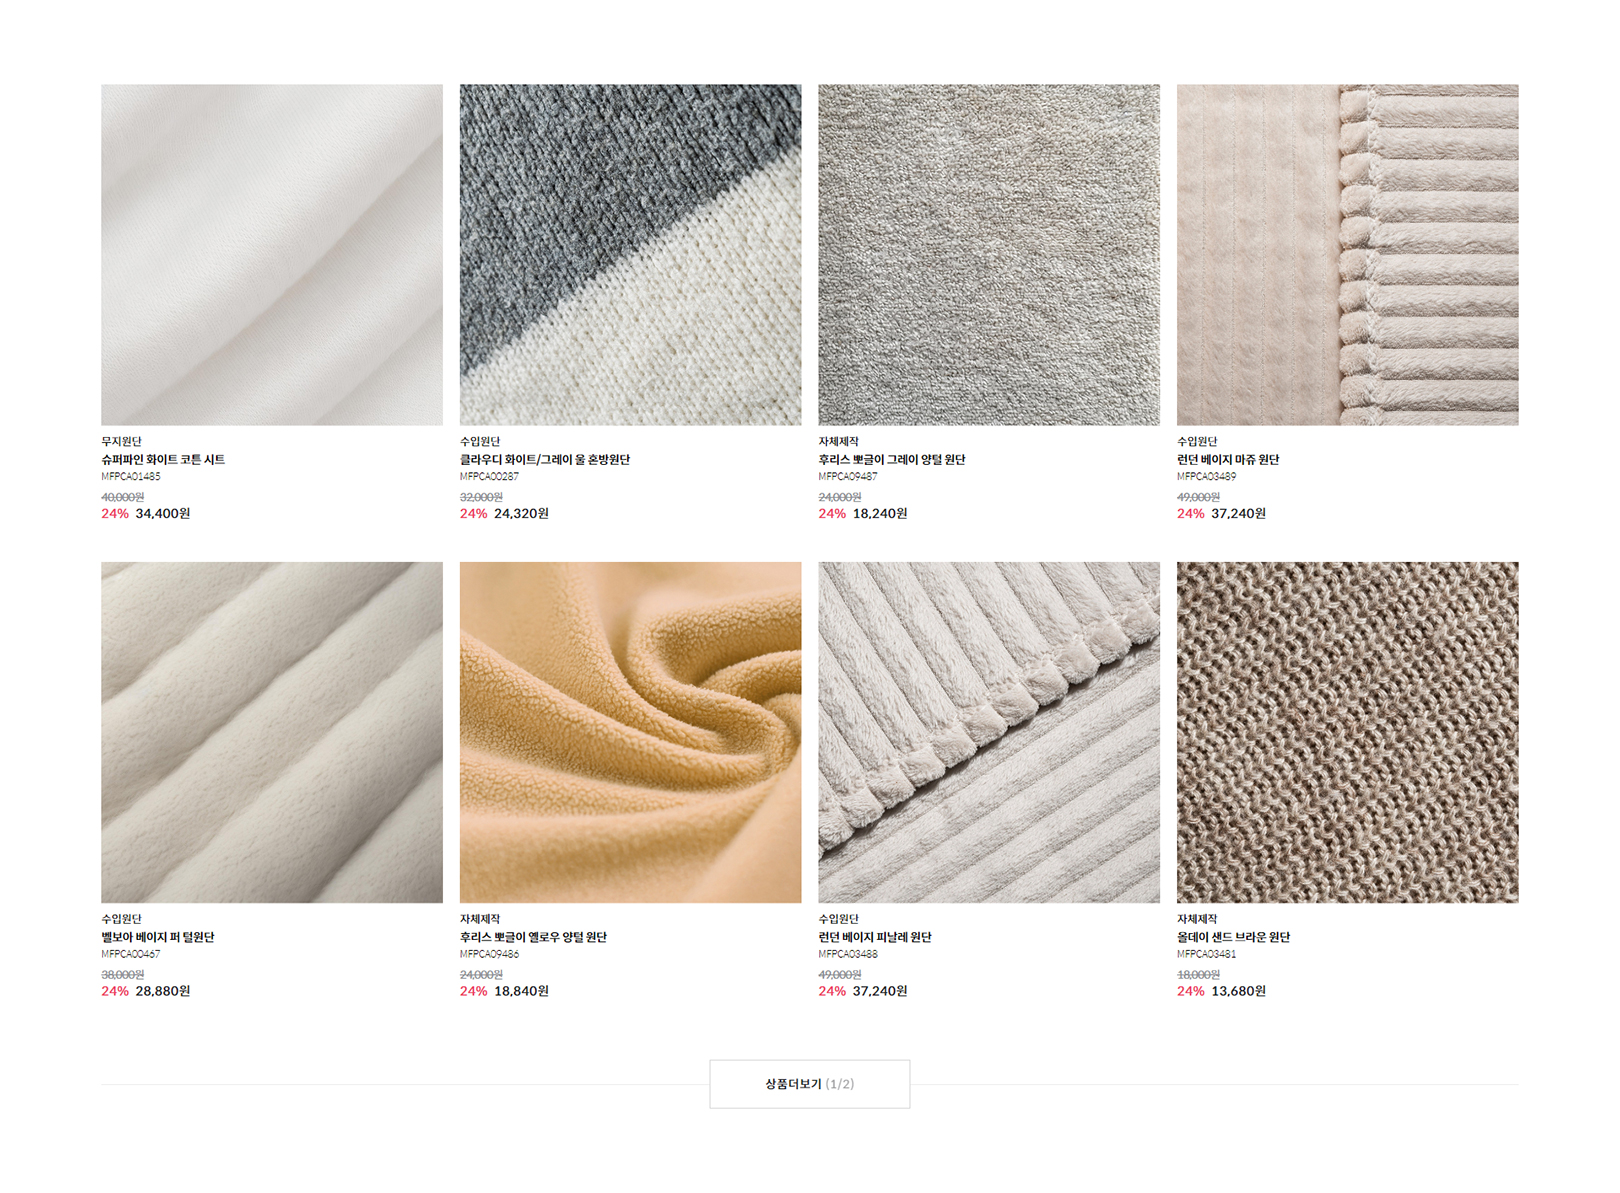 무지원단
슈퍼파인 화이트 코튼 시트
MFPCA01485
40,000원
24% 34,400원
수입원단
클라우디 화이트/그레이 울 혼방원단
MFPCA00287
32,000원
24% 24,320원
자체제작
후리스 뽀글이 그레이 양털 원단
MFPCA09487
24,000원
24% 18,240원
수입원단
런던 베이지 마쥬 원단
MFPCA03489
49,000원
24% 37,240원
수입원단
벨보아 베이지 퍼 털원단
MFPCA00467
38,000원
24% 28,880원
자체제작
후리스 뽀글이 옐로우 양털 원단
MFPCA09486
24,000원
24% 18,840원
수입원단
런던 베이지 피날레 원단
MFPCA03488
49,000원
24% 37,240원
자체제작
올데이 샌드 브라운 원단
MFPCA03481
18,000원
24% 13,680원
상품더보기 (1/2)